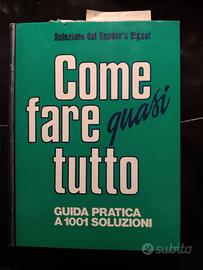 Selezione dal Reader's Digest
Come
fare quasi
tutto
GUIDA PRATICA
A 1001 SOLUZIONI
subito